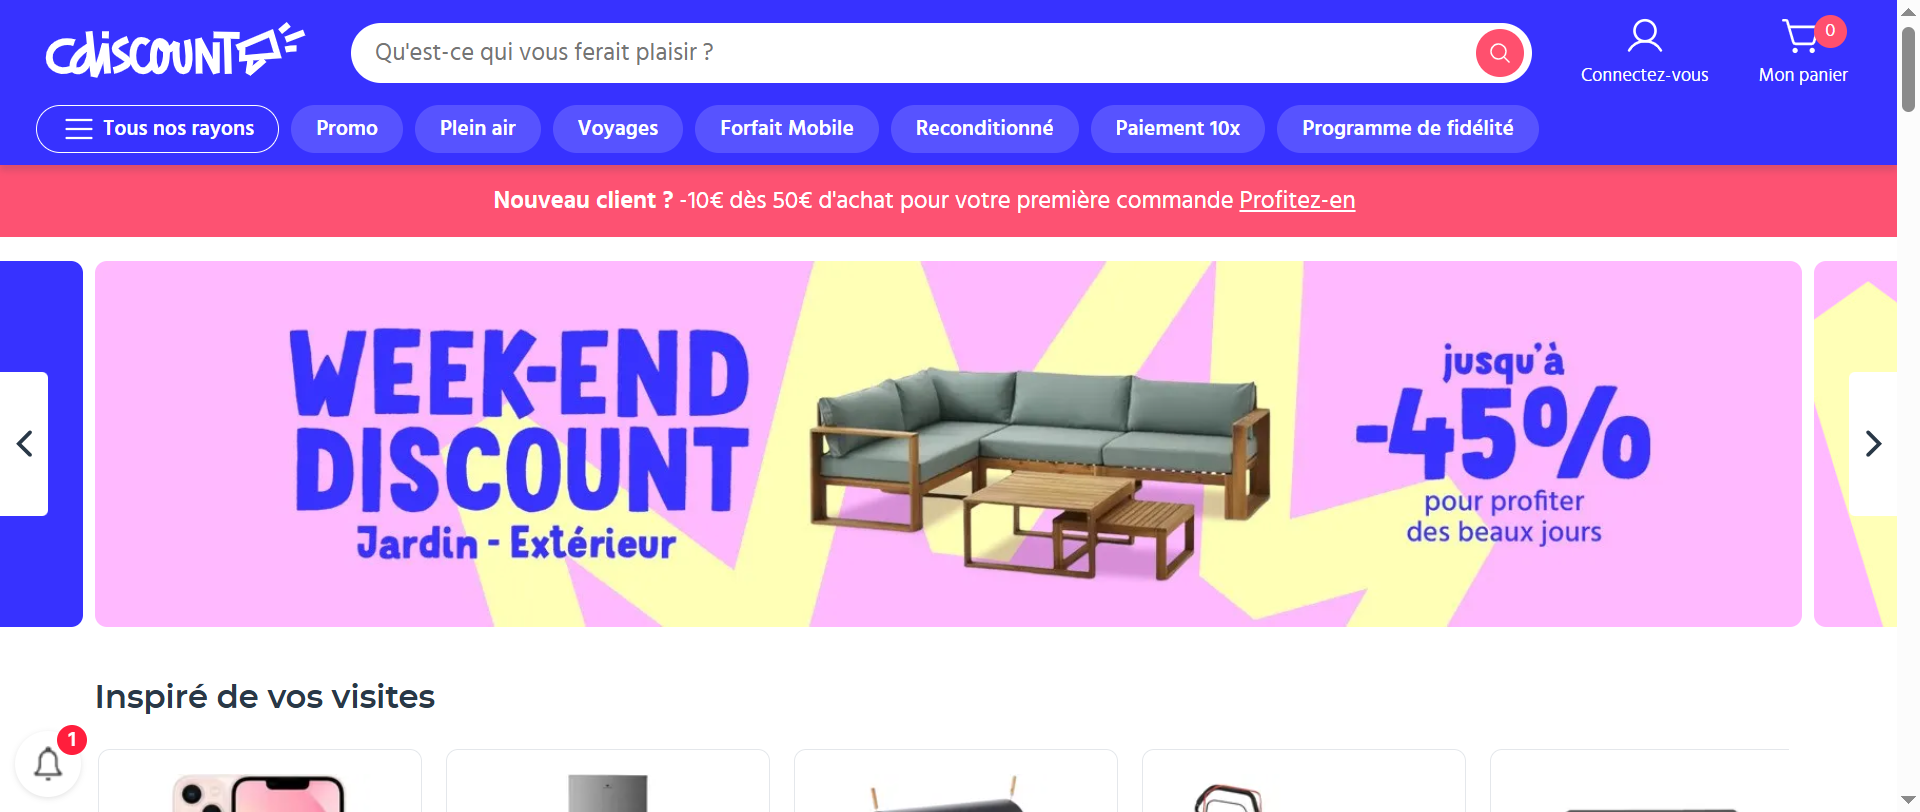 cdiscount
Qu'est-ce qui vous ferait plaisir ?
Connectez-vous
0
Mon panier
Tous nos rayons
Promo
Plein air
Voyages
Forfait Mobile
Reconditionné
Paiement 10x
Programme de fidélité
Nouveau client ? -10€ dès 50€ d'achat pour votre première commande Profitez-en
WEEK-END
DISCOUNT
Jardin - Extérieur
jusqu'à
-45%
pour profiter
des beaux jours
Inspiré de vos visites
1